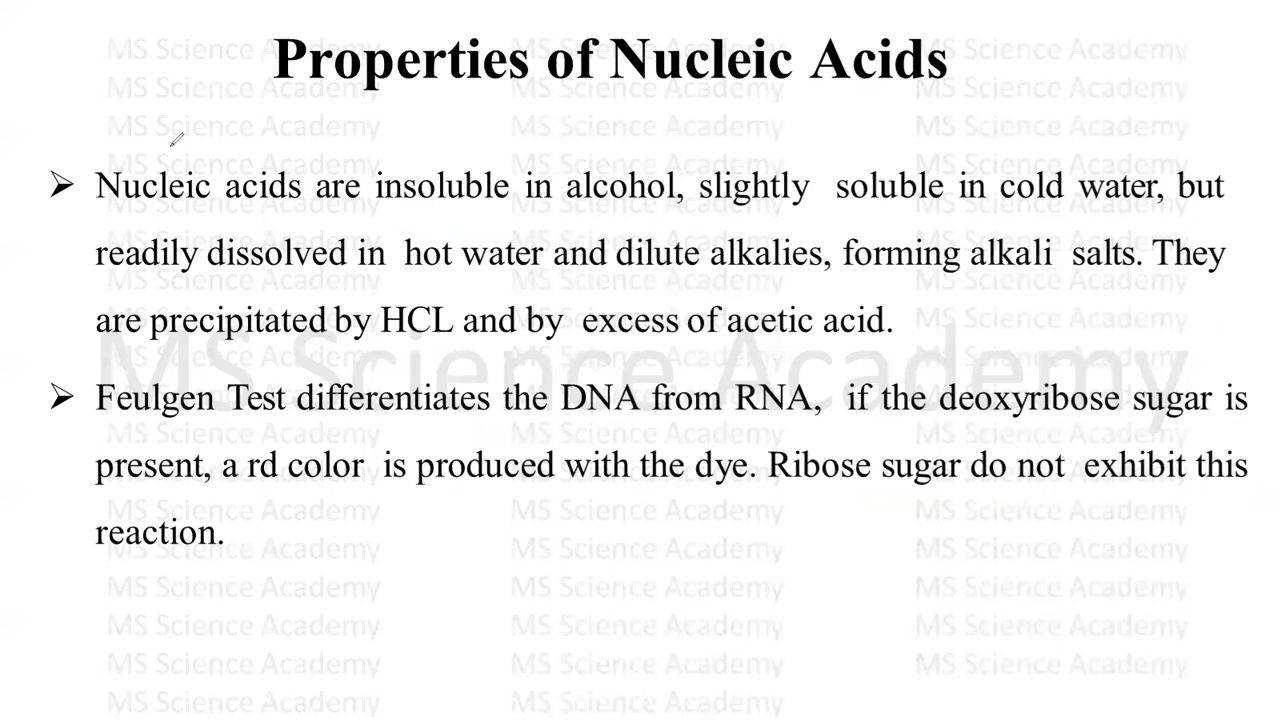 Properties of Nucleic Acids
➢ Nucleic acids are insoluble in alcohol, slightly soluble in cold water, but
readily dissolved in hot water and dilute alkalies, forming alkali salts. They
are precipitated by HCL and by excess of acetic acid.
➢ Feulgen Test differentiates the DNA from RNA, if the deoxyribose sugar is
present, a rd color is produced with the dye. Ribose sugar do not exhibit this
reaction.
MS Science Academy